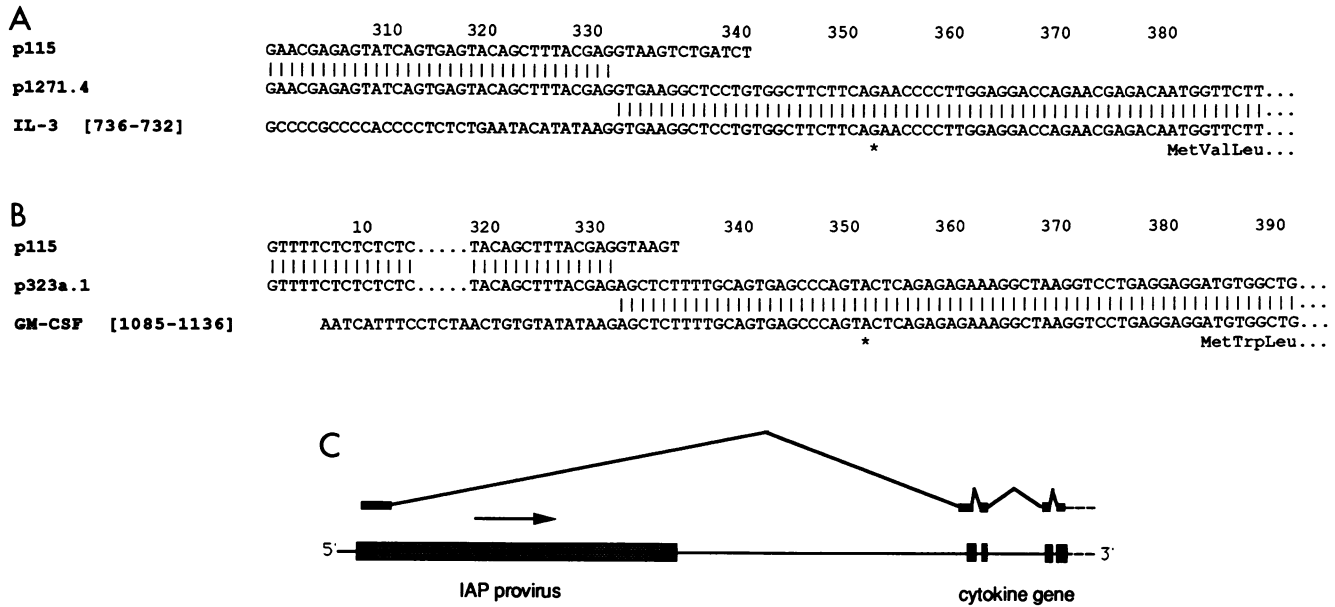 A
310 320 330 340 350 360 370 380
p115 GAACGAGAGTATCAGTGAGTACAGCTTTACGAGGTAAGTCTGATCT
p1271.4 GAACGAGAGTATCAGTGAGTACAGCTTTACGAGGTGAAGGCTCCTGTGGCTTCTTCAGAACCCCTTGGAGGACCAGAACGAGACAATGGTTCTT...
...
IL-3 [736-732] GCCCCGCCCCACCCCTCTCTGAATACATATAAGGTGAAGGCTCCTGTGGCTTCTTCAGAACCCCTTGGAGGACCAGAACGAGACAATGGTTCTT...
* MetValLeu...
B
10 320 330 340 350 360 370 380 390
p115 GTTTTCTCTCTCTC.....TACAGCTTTACGAGGTAAGT
p323a.1 GTTTTCTCTCTCTC.....TACAGCTTTACGAGAGCTCTTTTGCAGTGAGCCCAGTACTCAGAGAGAAAGGCTAAGGTCCTGAGGAGGATGTGGCTG...
...
GM-CSF [1085-1136] AATCATTTCCTCTAACTGTGTATATAAGAGCTCTTTTGCAGTGAGCCCAGTACTCAGAGAGAAAGGCTAAGGTCCTGAGGAGGATGTGGCTG...
* MetTrpLeu...
C
5' 3'
IAP provirus cytokine gene